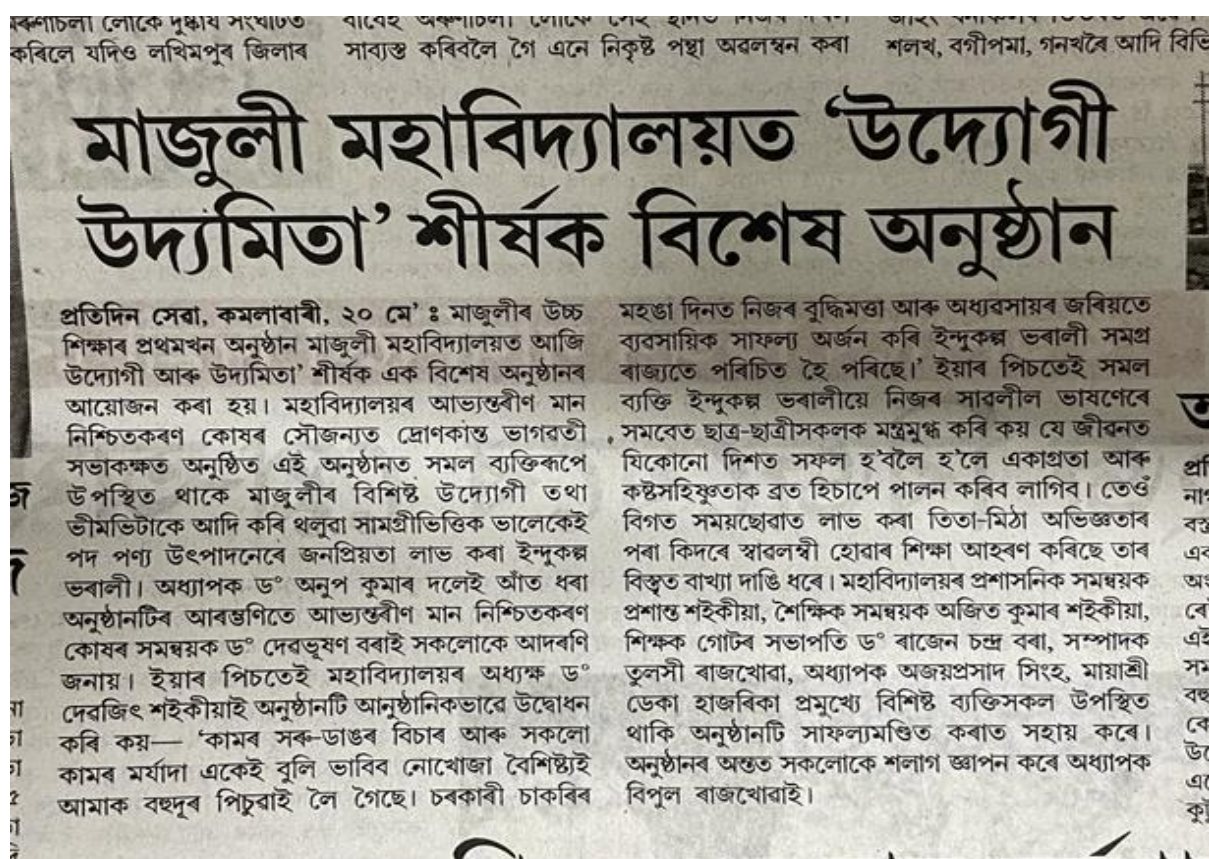 কৰিলে যদিও লখিমপুৰ জিলাৰ
সাব্যস্ত কৰিবলৈ গৈ এনে নিকৃষ্ট পন্থা অৱলম্বন কৰা
শলখ, বগীপমা, গনখৰৈ আদি
মাজুলী মহাবিদ্যালয়ত ‘উদ্যোগী
উদ্যমিতা’ শীৰ্ষক বিশেষ অনুষ্ঠান
প্ৰতিদিন সেৱা, কমলাবাৰী, ২০ মে’ ঃ মাজুলীৰ উচ্চ
শিক্ষাৰ প্ৰথমখন অনুষ্ঠান মাজুলী মহাবিদ্যালয়ত আজি
উদ্যোগী আৰু উদ্যমিতা’ শীৰ্ষক এক বিশেষ অনুষ্ঠানৰ
আয়োজন কৰা হয়। মহাবিদ্যালয়ৰ আভ্যন্তৰীণ মান
নিশ্চিতকৰণ কোষৰ সৌজন্যত দ্ৰোণকান্ত ভাগৱতী
সভাকক্ষত অনুষ্ঠিত এই অনুষ্ঠানত সমল ব্যক্তিৰূপে
উপস্থিত থাকে মাজুলীৰ বিশিষ্ট উদ্যোগী তথা
ভীমভিটাকে আদি কৰি থলুৱা সামগ্ৰীভিত্তিক ভালেকেই
পদ পণ্য উৎপাদনেৰে জনপ্ৰিয়তা লাভ কৰা ইন্দুকল্প
ভৰালী। অধ্যাপক ড° অনুপ কুমাৰ দলেই আঁত ধৰা
অনুষ্ঠানটিৰ আৰম্ভণিতে আভ্যন্তৰীণ মান নিশ্চিতকৰণ
কোষৰ সমন্বয়ক ড° দেৱভূষণ বৰাই সকলোকে আদৰণি
জনায়। ইয়াৰ পিচতেই মহাবিদ্যালয়ৰ অধ্যক্ষ ড°
দেৱজিৎ শইকীয়াই অনুষ্ঠানটি আনুষ্ঠানিকভাৱে উদ্বোধন
কৰি কয়— ‘কামৰ সৰু-ডাঙৰ বিচাৰ আৰু সকলো
কামৰ মৰ্যাদা একেই বুলি ভাবিব নোখোজা বৈশিষ্ট্যই
আমাক বহুদূৰ পিচুৱাই লৈ গৈছে। চৰকাৰী চাকৰিৰ
মহঙা দিনত নিজৰ বুদ্ধিমত্তা আৰু অধ্যৱসায়ৰ জৰিয়তে
ব্যৱসায়িক সাফল্য অৰ্জন কৰি ইন্দুকল্প ভৰালী সমগ্ৰ
ৰাজ্যতে পৰিচিত হৈ পৰিছে।’ ইয়াৰ পিচতেই সমল
ব্যক্তি ইন্দুকল্প ভৰালীয়ে নিজৰ সাৱলীল ভাষণেৰে
সমবেত ছাত্ৰ-ছাত্ৰীসকলক মন্ত্ৰমুগ্ধ কৰি কয় যে জীৱনত
যিকোনো দিশত সফল হ’বলৈ হ’লে একাগ্ৰতা আৰু
কষ্টসহিষ্ণুতাক ব্ৰত হিচাপে পালন কৰিব লাগিব। তেওঁ
বিগত সময়ছোৱাত লাভ কৰা তিতা-মিঠা অভিজ্ঞতাৰ
পৰা কিদৰে স্বাৱলম্বী হোৱাৰ শিক্ষা আহৰণ কৰিছে তাৰ
বিস্তৃত বাখ্যা দাঙি ধৰে। মহাবিদ্যালয়ৰ প্ৰশাসনিক সমন্বয়ক
প্ৰশান্ত শইকীয়া, শৈক্ষিক সমন্বয়ক অজিত কুমাৰ শইকীয়া,
শিক্ষক গোটৰ সভাপতি ড° ৰাজেন চন্দ্ৰ বৰা, সম্পাদক
তুলসী ৰাজখোৱা, অধ্যাপক অজয়প্ৰসাদ সিংহ, মায়াশ্ৰী
ডেকা হাজৰিকা প্ৰমুখ্যে বিশিষ্ট ব্যক্তিসকল উপস্থিত
থাকি অনুষ্ঠানটি সাফল্যমণ্ডিত কৰাত সহায় কৰে।
অনুষ্ঠানৰ অন্তত সকলোকে শলাগ জ্ঞাপন কৰে অধ্যাপক
বিপুল ৰাজখোৱাই।